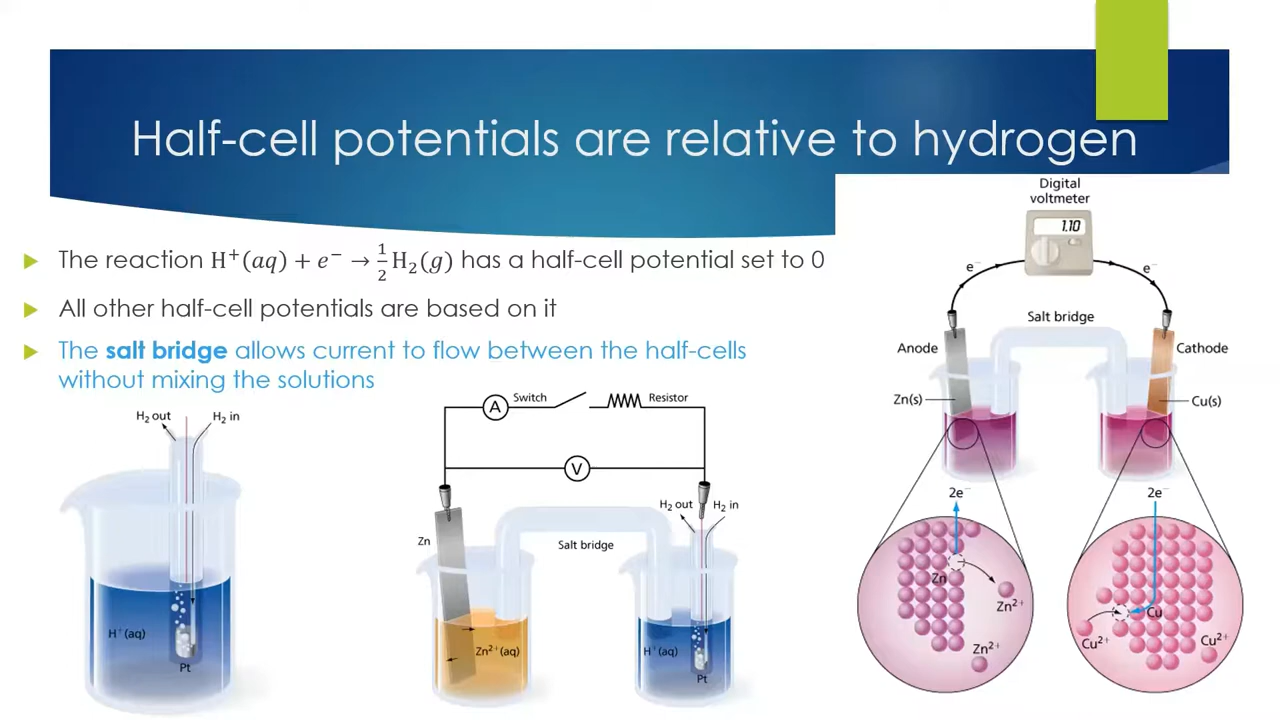 Half-cell potentials are relative to hydrogen
The reaction H⁺(aq) + e⁻ → ½H₂(g) has a half-cell potential set to 0
All other half-cell potentials are based on it
The salt bridge allows current to flow between the half-cells
without mixing the solutions
H₂ out
H₂ in
H⁺(aq)
Pt
A
Switch
Resistor
V
Zn
Salt bridge
H₂ out
H₂ in
Zn²⁺(aq)
H⁺(aq)
Pt
Digital
voltmeter
1.10
e⁻
e⁻
Salt bridge
Anode
Cathode
Zn(s)
Cu(s)
2e⁻
2e⁻
Zn
Zn²⁺
Zn²⁺
Cu
Cu²⁺
Cu²⁺